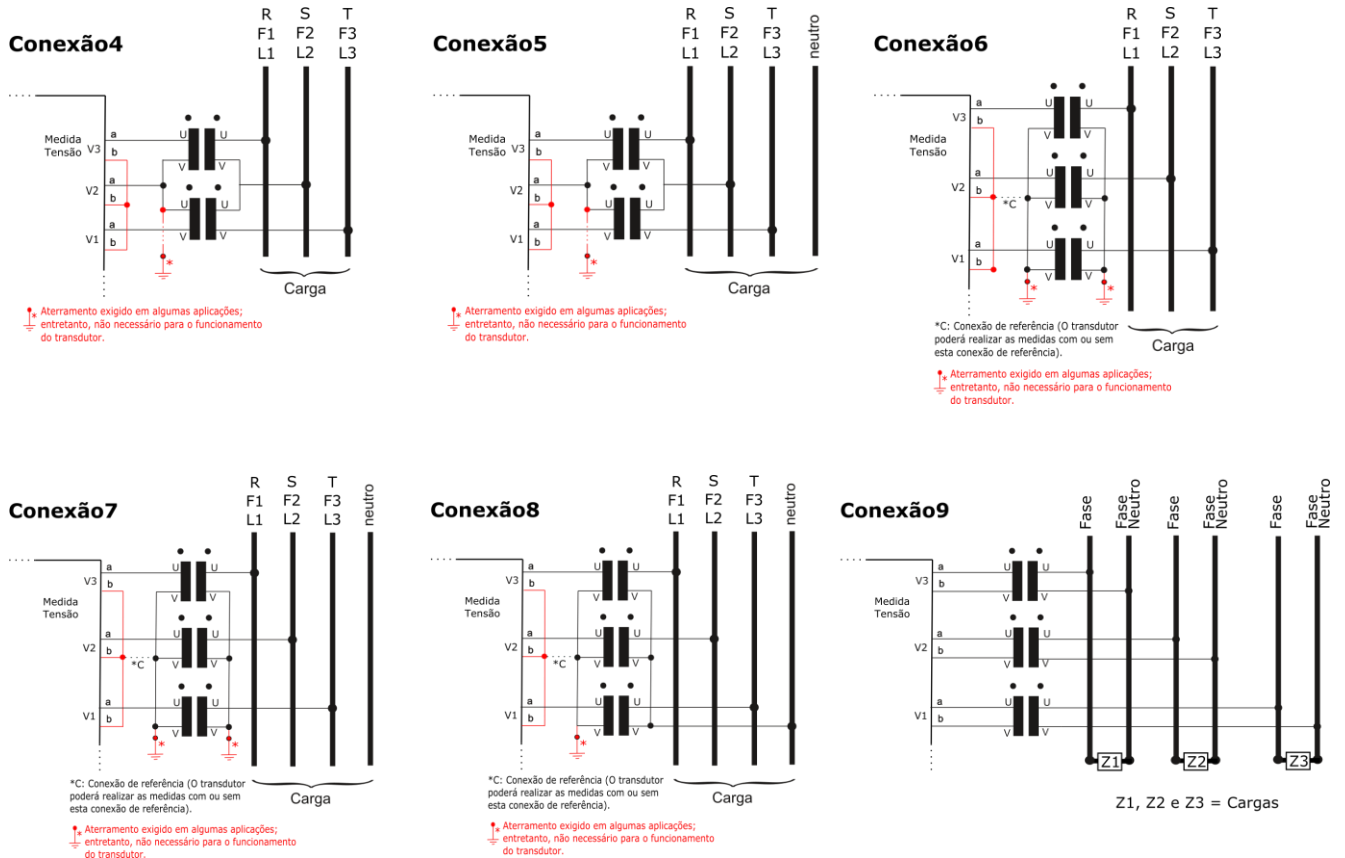 Conexão4
R S T
F1 F2 F3
L1 L2 L3
Medida
Tensão
V3
a
b
V2
a
b
V1
a
b
U U
V V
U U
V V
*
Carga
* Aterramento exigido em algumas aplicações;
entretanto, não necessário para o funcionamento
do transdutor.
Conexão5
R S T
F1 F2 F3
L1 L2 L3
neutro
Medida
Tensão
V3
a
b
V2
a
b
V1
a
b
U U
V V
U U
V V
*
Carga
* Aterramento exigido em algumas aplicações;
entretanto, não necessário para o funcionamento
do transdutor.
Conexão6
R S T
F1 F2 F3
L1 L2 L3
Medida
Tensão
V3
a
b
V2
a
b
V1
a
b
U U
V V
U U
V V
U U
V V
*C
* *
*C: Conexão de referência (O transdutor
poderá realizar as medidas com ou sem
esta conexão de referência).
Carga
* Aterramento exigido em algumas aplicações;
entretanto, não necessário para o funcionamento
do transdutor.
Conexão7
R S T
F1 F2 F3
L1 L2 L3
neutro
Medida
Tensão
V3
a
b
V2
a
b
V1
a
b
U U
V V
U U
V V
U U
V V
*C
* *
*C: Conexão de referência (O transdutor
poderá realizar as medidas com ou sem
esta conexão de referência).
Carga
* Aterramento exigido em algumas aplicações;
entretanto, não necessário para o funcionamento
do transdutor.
Conexão8
R S T
F1 F2 F3
L1 L2 L3
neutro
Medida
Tensão
V3
a
b
V2
a
b
V1
a
b
U U
V V
U U
V V
U U
V V
*C
*
*C: Conexão de referência (O transdutor
poderá realizar as medidas com ou sem
esta conexão de referência).
Carga
* Aterramento exigido em algumas aplicações;
entretanto, não necessário para o funcionamento
do transdutor.
Conexão9
Fase
Fase
Neutro
Fase
Fase
Neutro
Fase
Fase
Neutro
Medida
Tensão
V3
a
b
V2
a
b
V1
a
b
U U
V V
U U
V V
U U
V V
Z1 Z2 Z3
Z1, Z2 e Z3 = Cargas